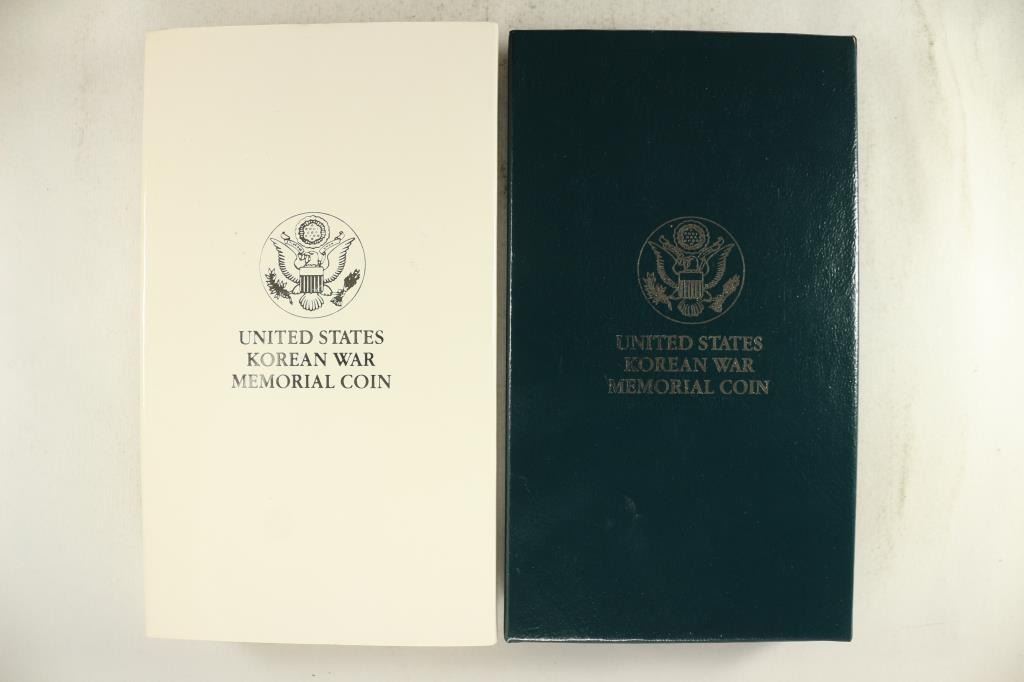 UNITED STATES
KOREAN WAR
MEMORIAL COIN
UNITED STATES
KOREAN WAR
MEMORIAL COIN